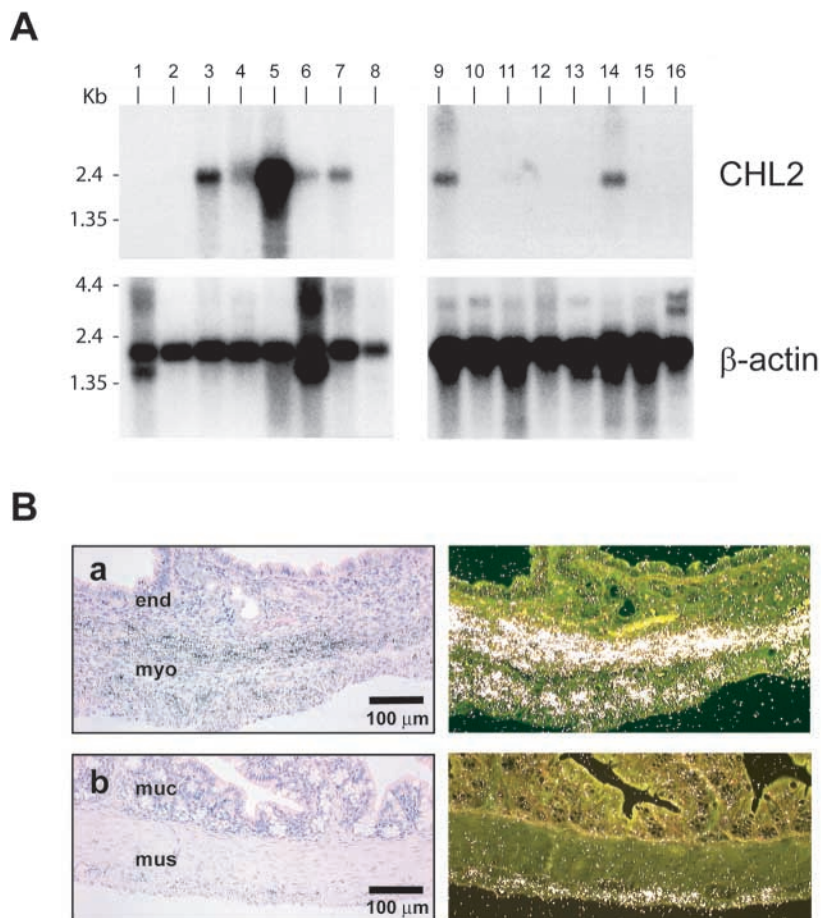 A
1 2 3 4 5 6 7 8 9 10 11 12 13 14 15 16
Kb
2.4 -
1.35 -
CHL2
4.4 -
2.4 -
1.35 -
β-actin
B
a
end
myo
100 μm
b
muc
mus
100 μm